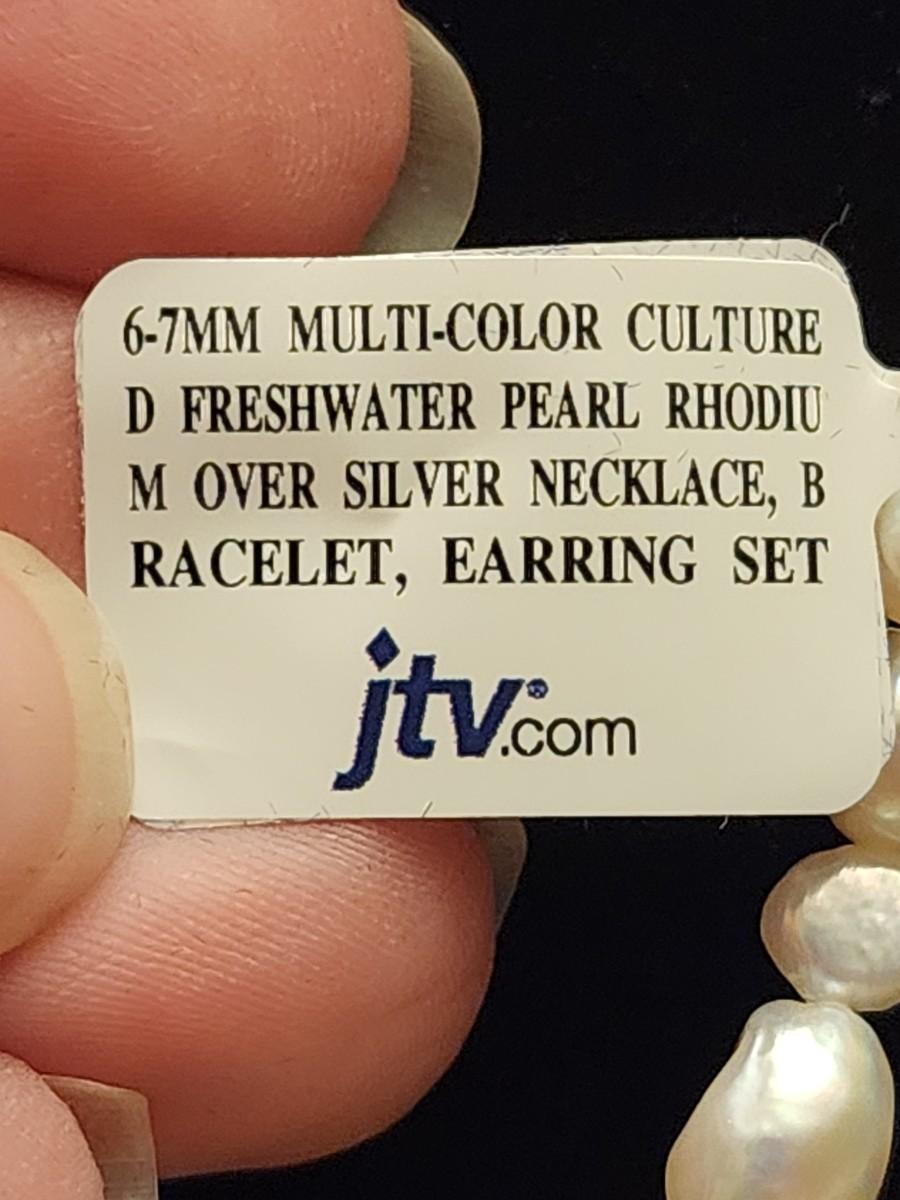 6-7MM MULTI-COLOR CULTURE
D FRESHWATER PEARL RHODIU
M OVER SILVER NECKLACE, B
RACELET, EARRING SET
jtv®.com